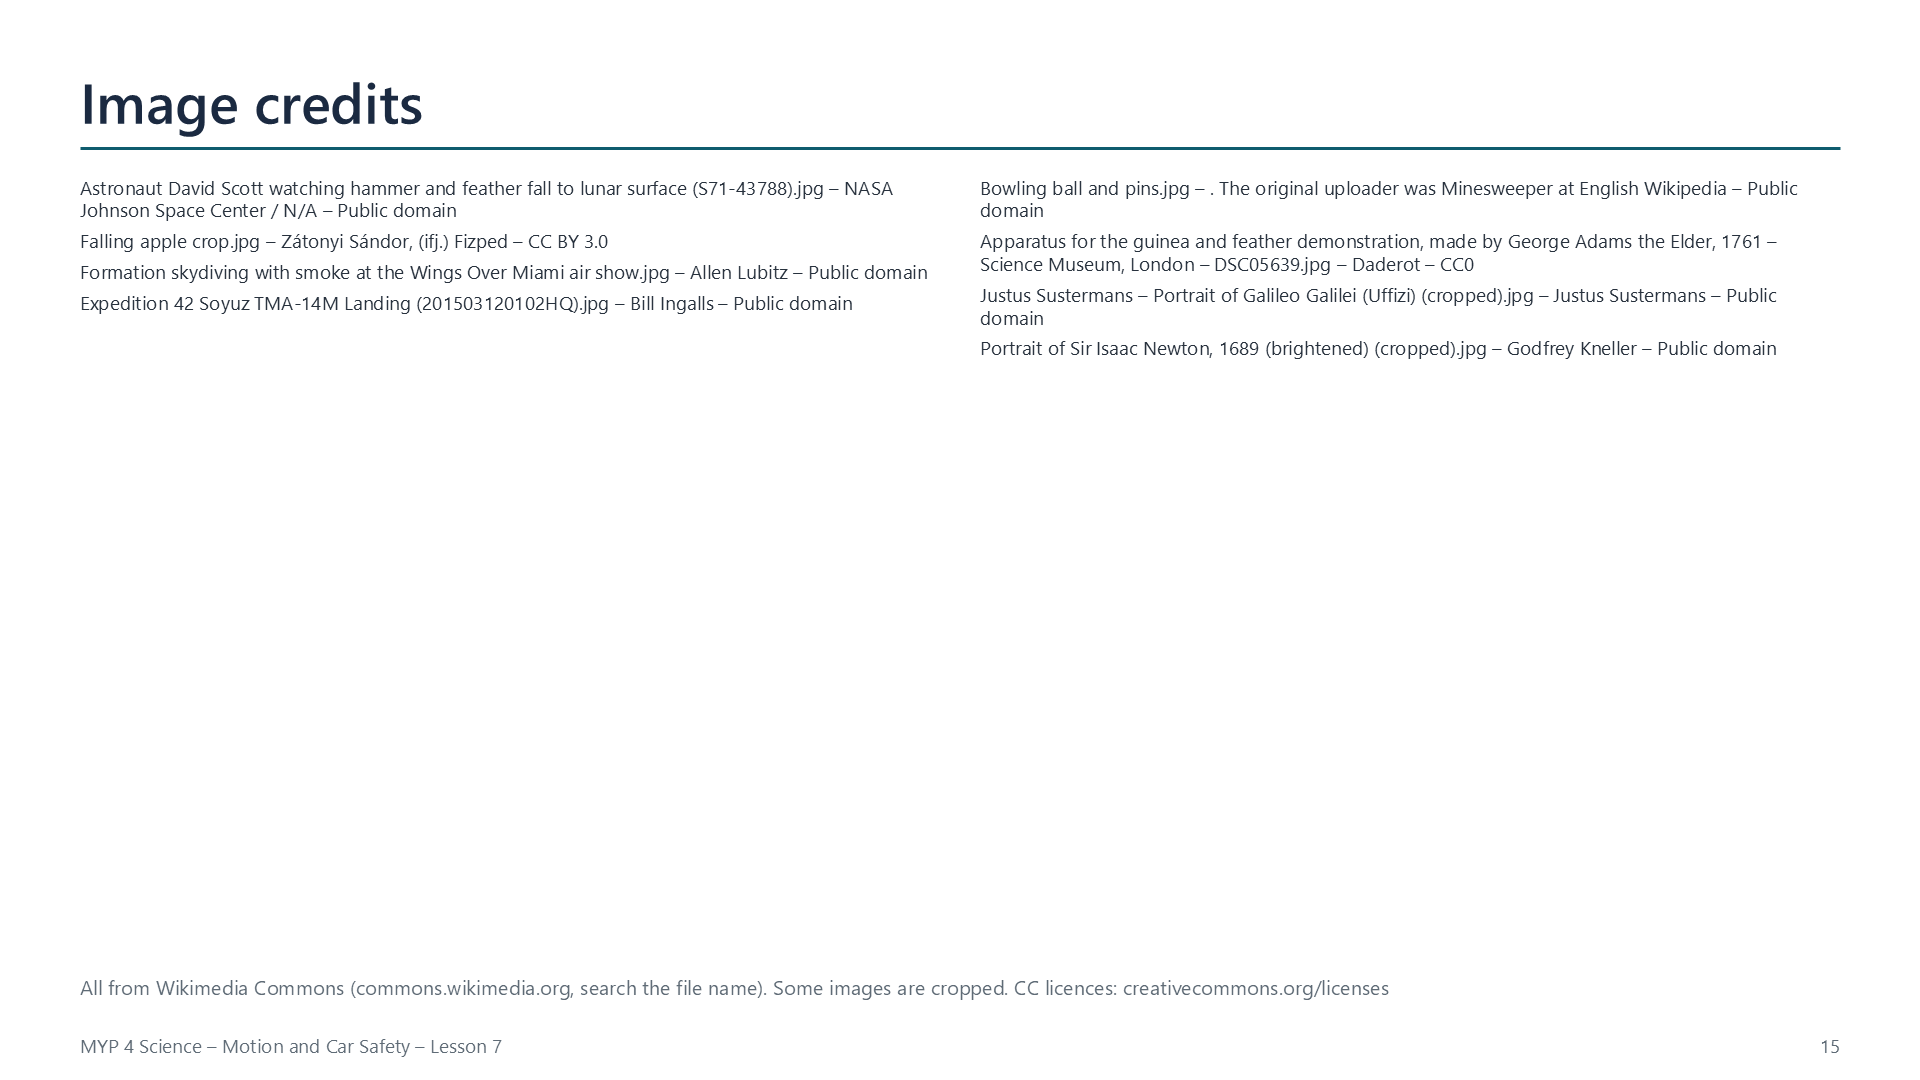 Image credits
Astronaut David Scott watching hammer and feather fall to lunar surface (S71-43788).jpg – NASA
Johnson Space Center / N/A – Public domain
Falling apple crop.jpg – Zátonyi Sándor, (ifj.) Fizped – CC BY 3.0
Formation skydiving with smoke at the Wings Over Miami air show.jpg – Allen Lubitz – Public domain
Expedition 42 Soyuz TMA-14M Landing (201503120102HQ).jpg – Bill Ingalls – Public domain
Bowling ball and pins.jpg – . The original uploader was Minesweeper at English Wikipedia – Public
domain
Apparatus for the guinea and feather demonstration, made by George Adams the Elder, 1761 –
Science Museum, London – DSC05639.jpg – Daderot – CC0
Justus Sustermans – Portrait of Galileo Galilei (Uffizi) (cropped).jpg – Justus Sustermans – Public
domain
Portrait of Sir Isaac Newton, 1689 (brightened) (cropped).jpg – Godfrey Kneller – Public domain
All from Wikimedia Commons (commons.wikimedia.org, search the file name). Some images are cropped. CC licences: creativecommons.org/licenses
MYP 4 Science – Motion and Car Safety – Lesson 7
15